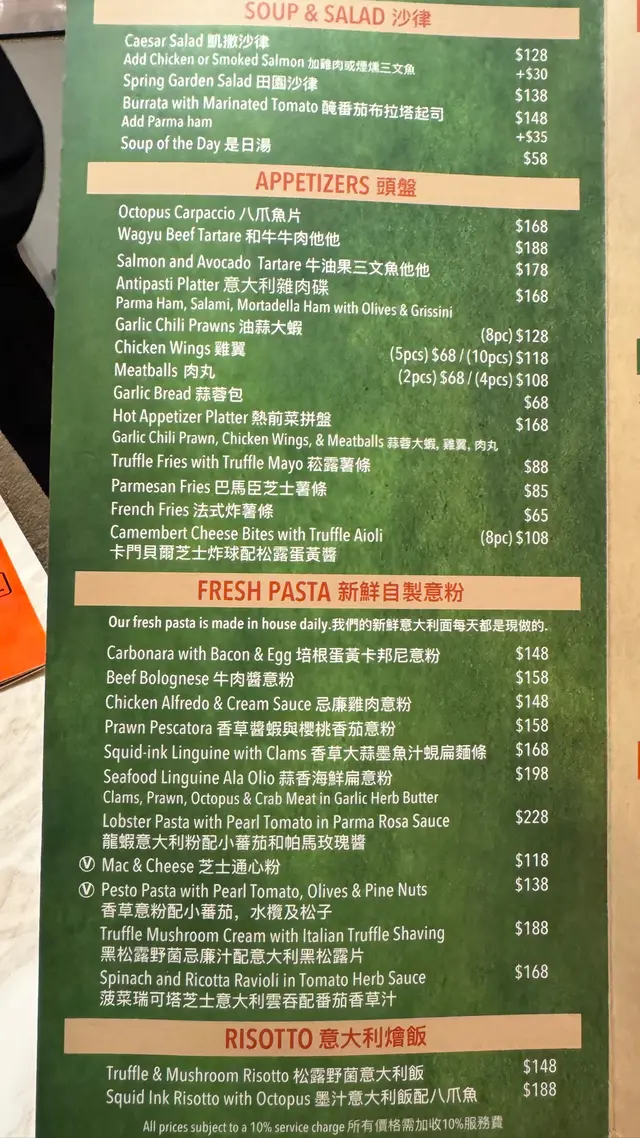 SOUP & SALAD 沙律
Caesar Salad 凱撒沙律 $128
Add Chicken or Smoked Salmon 加雞肉或煙燻三文魚 +$30
Spring Garden Salad 田園沙律 $138
Burrata with Marinated Tomato 醃番茄布拉塔起司 $148
Add Parma ham +$35
Soup of the Day 是日湯 $58
APPETIZERS 頭盤
Octopus Carpaccio 八爪魚片 $168
Wagyu Beef Tartare 和牛牛肉他他 $188
Salmon and Avocado Tartare 牛油果三文魚他他 $178
Antipasti Platter 意大利雜肉碟 $168
Parma Ham, Salami, Mortadella Ham with Olives & Grissini
Garlic Chili Prawns 油蒜大蝦 (8pc) $128
Chicken Wings 雞翼 (5pcs) $68 / (10pcs) $118
Meatballs 肉丸 (2pcs) $68 / (4pcs) $108
Garlic Bread 蒜蓉包 $68
Hot Appetizer Platter 熱前菜拼盤 $168
Garlic Chili Prawn, Chicken Wings, & Meatballs 蒜蓉大蝦, 雞翼, 肉丸
Truffle Fries with Truffle Mayo 菘露薯條 $88
Parmesan Fries 巴馬臣芝士薯條 $85
French Fries 法式炸薯條 $65
Camembert Cheese Bites with Truffle Aioli (8pc) $108
卡門貝爾芝士炸球配松露蛋黃醬
FRESH PASTA 新鮮自製意粉
Our fresh pasta is made in house daily.我們的新鮮意大利面每天都是現做的.
Carbonara with Bacon & Egg 培根蛋黃卡邦尼意粉 $148
Beef Bolognese 牛肉醬意粉 $158
Chicken Alfredo & Cream Sauce 忌廉雞肉意粉 $148
Prawn Pescatora 香草醬蝦與櫻桃香茄意粉 $158
Squid-ink Linguine with Clams 香草大蒜墨魚汁蜆扁麵條 $168
Seafood Linguine Ala Olio 蒜香海鮮扁意粉 $198
Clams, Prawn, Octopus & Crab Meat in Garlic Herb Butter
Lobster Pasta with Pearl Tomato in Parma Rosa Sauce $228
龍蝦意大利粉配小蕃茄和帕馬玫瑰醬
V Mac & Cheese 芝士通心粉 $118
V Pesto Pasta with Pearl Tomato, Olives & Pine Nuts $138
香草意粉配小蕃茄，水欖及松子
Truffle Mushroom Cream with Italian Truffle Shaving $188
黑松露野菌忌廉汁配意大利黑松露片
Spinach and Ricotta Ravioli in Tomato Herb Sauce $168
菠菜瑞可塔芝士意大利雲吞配番茄香草汁
RISOTTO 意大利燴飯
Truffle & Mushroom Risotto 松露野菌意大利飯 $148
Squid Ink Risotto with Octopus 墨汁意大利飯配八爪魚 $188
All prices subject to a 10% service charge 所有價格需加收10%服務費